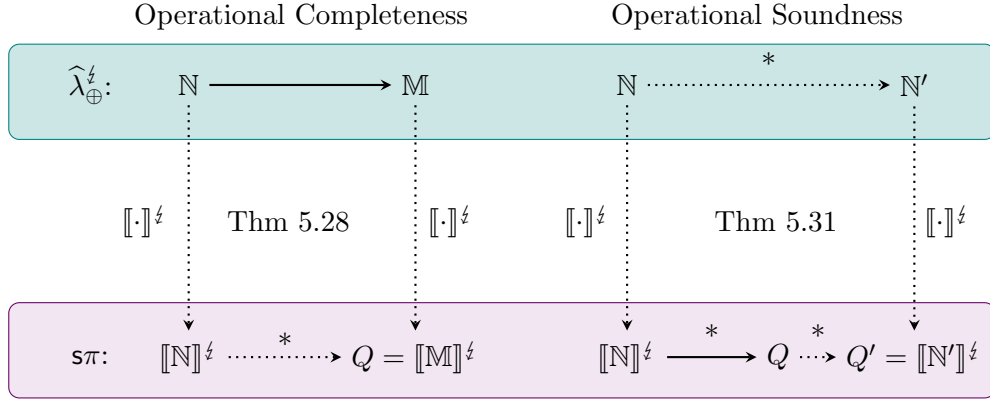 Operational Completeness Operational Soundness
λ̂⊕↯: ℕ 𝕄 ℕ * ℕ′
⟦·⟧↯ Thm 5.28 ⟦·⟧↯ ⟦·⟧↯ Thm 5.31 ⟦·⟧↯
sπ: ⟦ℕ⟧↯ * Q = ⟦𝕄⟧↯ ⟦ℕ⟧↯ * Q * Q′ = ⟦ℕ′⟧↯